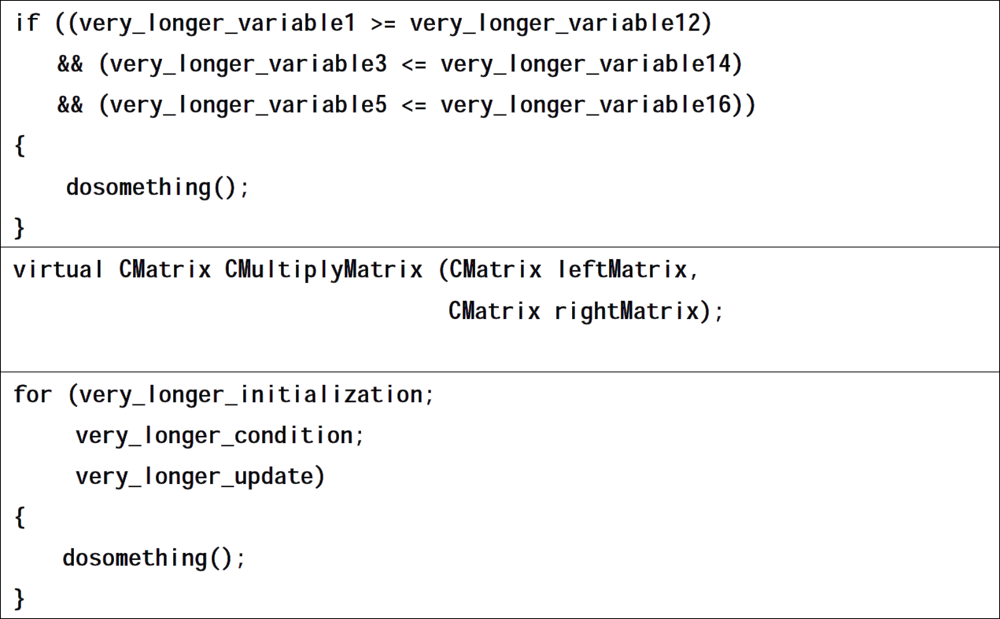 if ((very_longer_variable1 >= very_longer_variable12)
    && (very_longer_variable3 <= very_longer_variable14)
    && (very_longer_variable5 <= very_longer_variable16))
{
    dosomething();
}
virtual CMatrix CMultiplyMatrix (CMatrix leftMatrix,
                                 CMatrix rightMatrix);
for (very_longer_initialization;
     very_longer_condition;
     very_longer_update)
{
    dosomething();
}